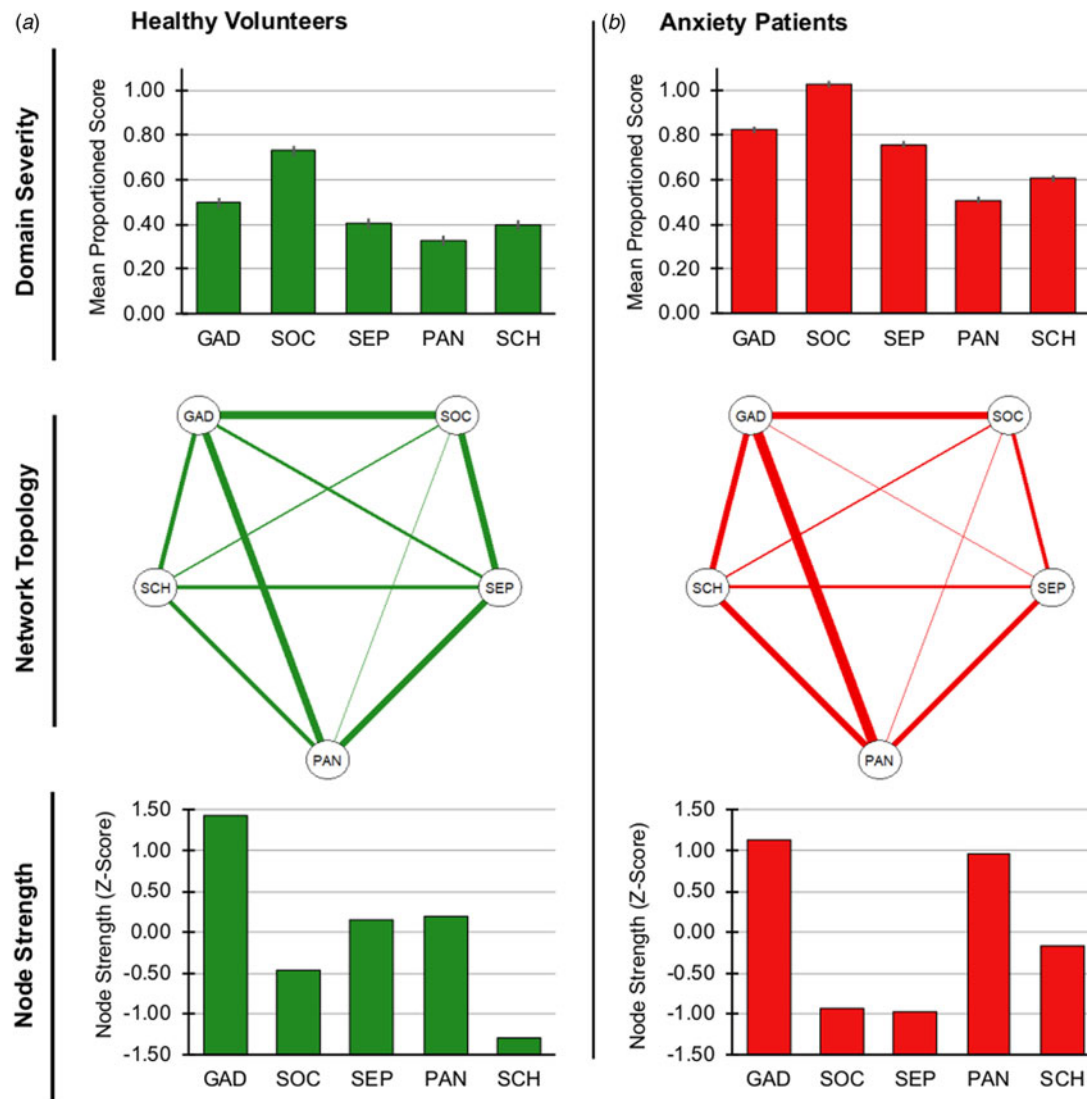 (a) Healthy Volunteers
Domain Severity
Mean Proportioned Score
1.00
0.80
0.60
0.40
0.20
0.00
GAD SOC SEP PAN SCH
Network Topology
GAD SOC
SCH SEP
PAN
Node Strength
Node Strength (Z-Score)
1.50
1.00
0.50
0.00
-0.50
-1.00
-1.50
GAD SOC SEP PAN SCH
(b) Anxiety Patients
Mean Proportioned Score
1.00
0.80
0.60
0.40
0.20
0.00
GAD SOC SEP PAN SCH
GAD SOC
SCH SEP
PAN
Node Strength (Z-Score)
1.50
1.00
0.50
0.00
-0.50
-1.00
-1.50
GAD SOC SEP PAN SCH